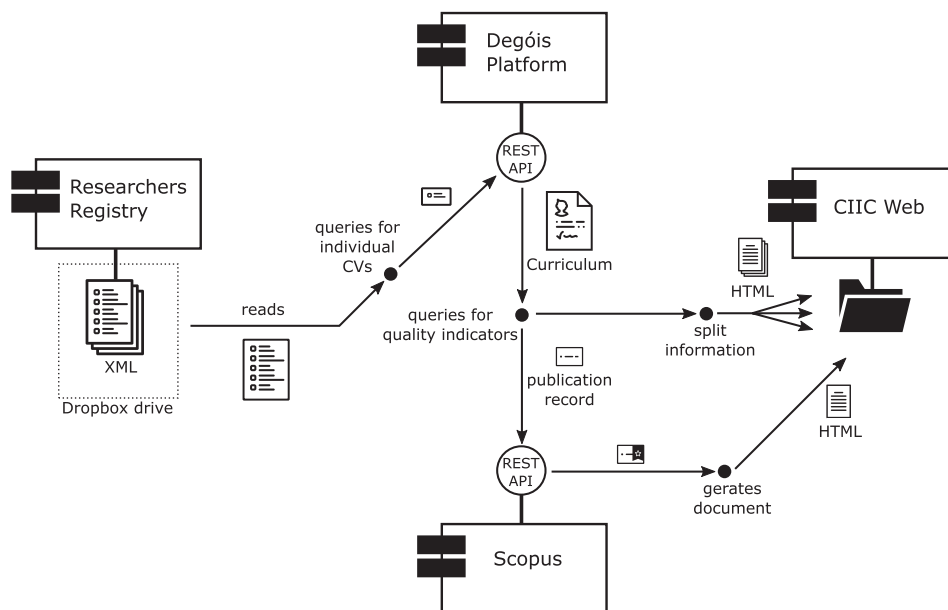 Degóis
Platform
REST
API
Researchers
Registry
queries for
individual
CVs
Curriculum
CIIC Web
HTML
reads
XML
Dropbox drive
queries for
quality indicators
split
information
publication
record
HTML
REST
API
gerates
document
Scopus